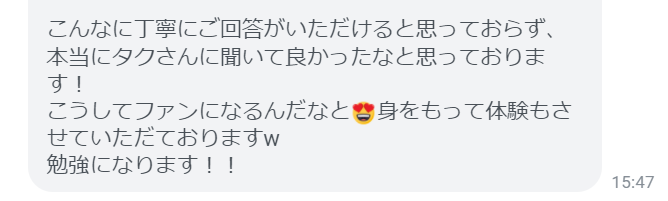 こんなに丁寧にご回答がいただけると思っておらず、
本当にタクさんに聞いて良かったなと思っておりま
す！
こうしてファンになるんだなと😍身をもって体験もさ
せていただておりますw
勉強になります！！
15:47